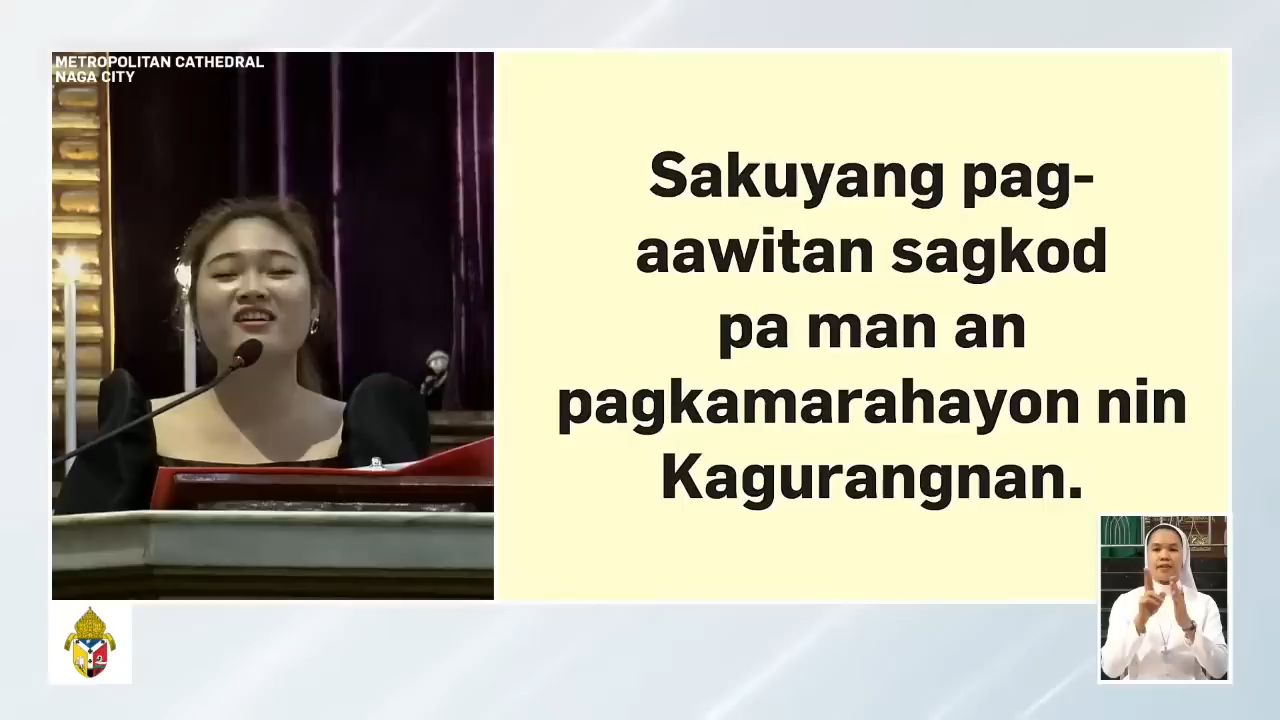 METROPOLITAN CATHEDRAL
NAGA CITY
Sakuyang pag-
aawitan sagkod
pa man an
pagkamarahayon nin
Kagurangnan.